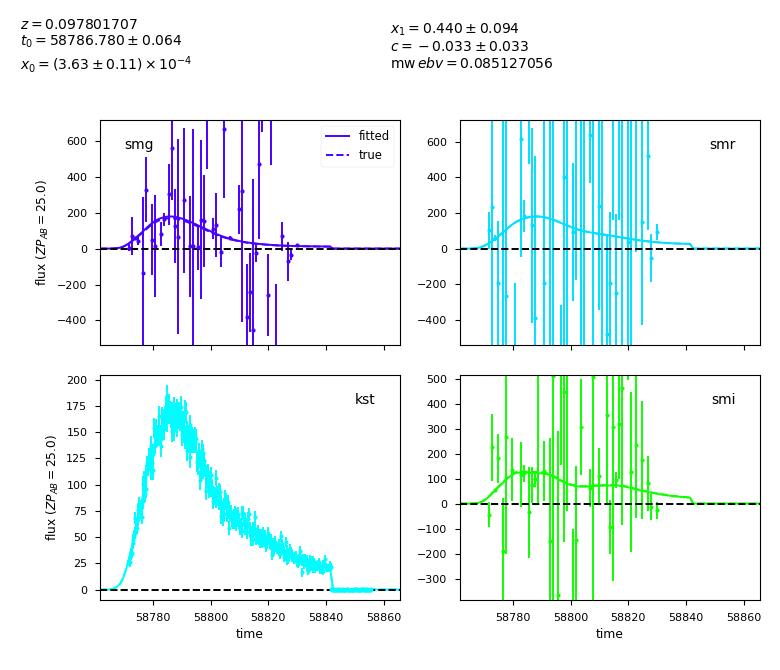 z = 0.097801707
t₀ = 58786.780 ± 0.064
x₀ = (3.63 ± 0.11) × 10⁻⁴
x₁ = 0.440 ± 0.094
c = −0.033 ± 0.033
mw ebv = 0.085127056
smg
fitted
true
600
400
200
0
−200
−400
flux (ZP_AB = 25.0)
smr
600
400
200
0
−200
−400
kst
200
175
150
125
100
75
50
25
0
flux (ZP_AB = 25.0)
58780 58800 58820 58840 58860
time
smi
500
400
300
200
100
0
−100
−200
−300
58780 58800 58820 58840 58860
time